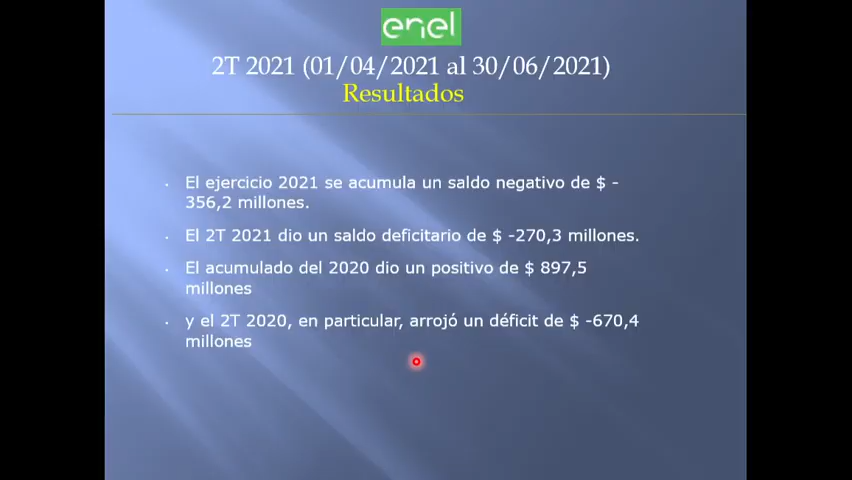 enel
2T 2021 (01/04/2021 al 30/06/2021)
Resultados
El ejercicio 2021 se acumula un saldo negativo de $ -
356,2 millones.
El 2T 2021 dio un saldo deficitario de $ -270,3 millones.
El acumulado del 2020 dio un positivo de $ 897,5
millones
y el 2T 2020, en particular, arrojó un déficit de $ -670,4
millones